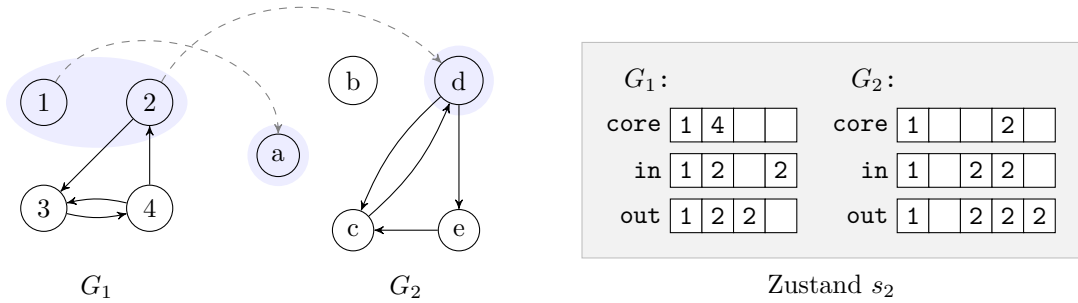 1
2
3
4
G₁
a
b
d
c
e
G₂
G₁: G₂:
core 1 4 core 1 2
in 1 2 2 in 1 2 2
out 1 2 2 out 1 2 2 2
Zustand s₂